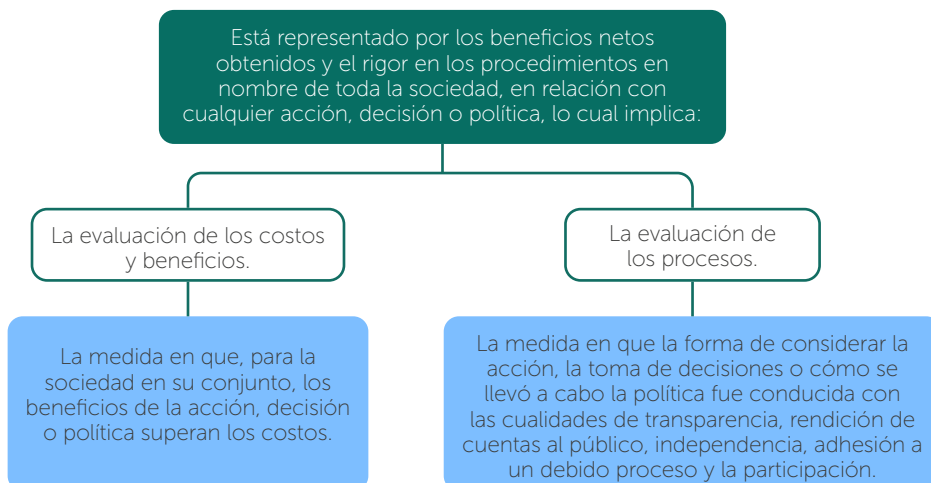 Está representado por los beneficios netos
obtenidos y el rigor en los procedimientos en
nombre de toda la sociedad, en relación con
cualquier acción, decisión o política, lo cual implica:
La evaluación de los costos
y beneficios.
La evaluación de
los procesos.
La medida en que, para la
sociedad en su conjunto, los
beneficios de la acción, decisión
o política superan los costos.
La medida en que la forma de considerar la
acción, la toma de decisiones o cómo se
llevó a cabo la política fue conducida con
las cualidades de transparencia, rendición de
cuentas al público, independencia, adhesión a
un debido proceso y la participación.